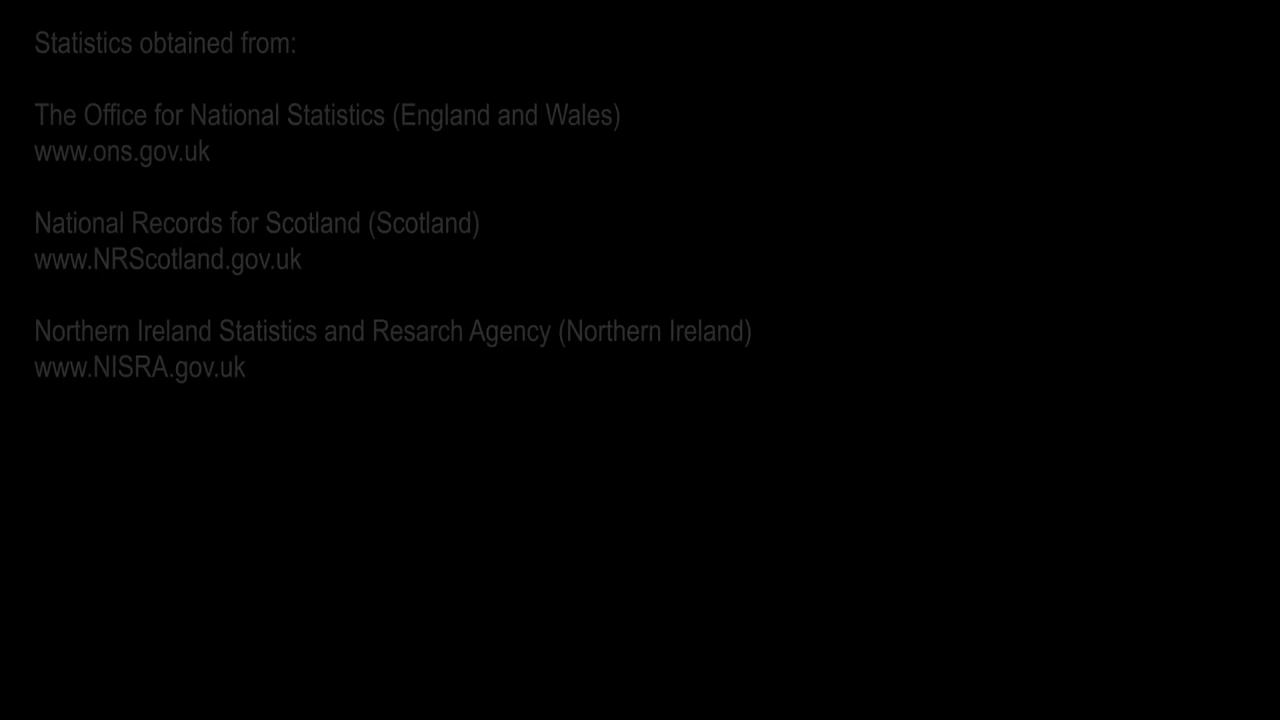 Statistics obtained from:
The Office for National Statistics (England and Wales)
www.ons.gov.uk
National Records for Scotland (Scotland)
www.NRScotland.gov.uk
Northern Ireland Statistics and Resarch Agency (Northern Ireland)
www.NISRA.gov.uk